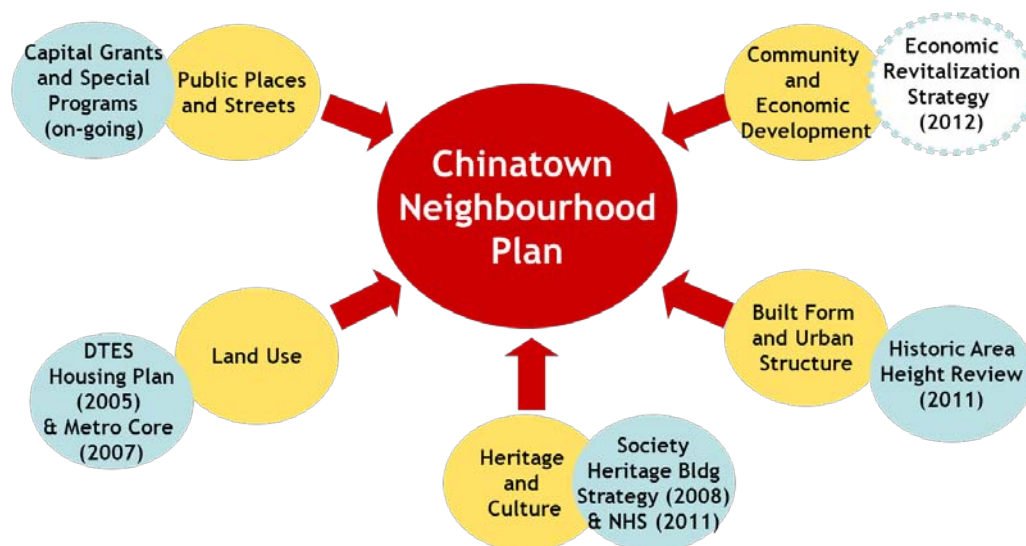 Capital Grants
and Special
Programs
(on-going)
Public Places
and Streets
Community
and
Economic
Development
Economic
Revitalization
Strategy
(2012)
Chinatown
Neighbourhood
Plan
DTES
Housing Plan
(2005)
& Metro Core
(2007)
Land Use
Built Form
and Urban
Structure
Historic Area
Height Review
(2011)
Heritage
and
Culture
Society
Heritage Bldg
Strategy (2008)
& NHS (2011)